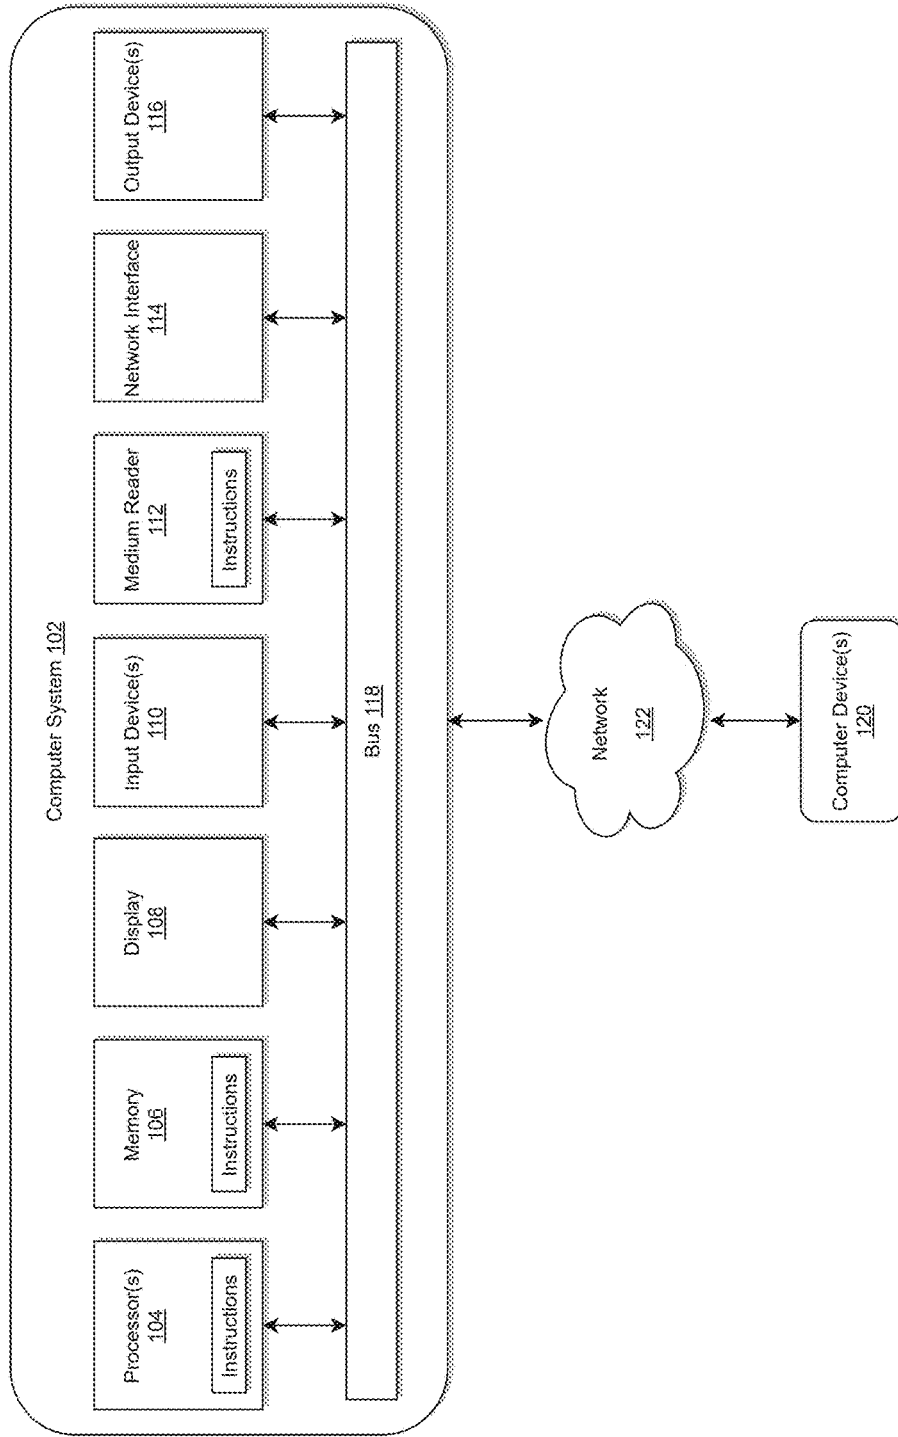 Computer System 102
Processor(s)
104
Instructions
Memory
106
Instructions
Display
108
Input Device(s)
110
Medium Reader
112
Instructions
Network Interface
114
Output Device(s)
116
Bus 118
Network
122
Computer Device(s)
120